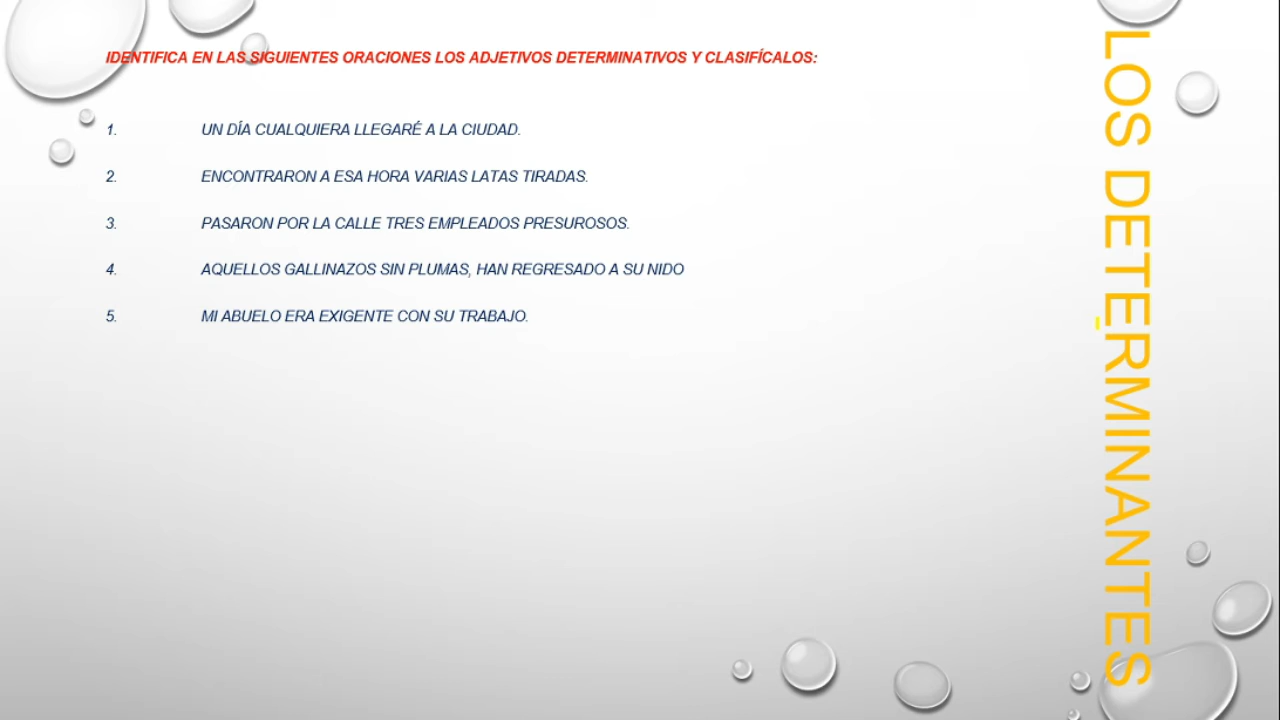 IDENTIFICA EN LAS SIGUIENTES ORACIONES LOS ADJETIVOS DETERMINATIVOS Y CLASIFÍCALOS:
1. UN DÍA CUALQUIERA LLEGARÉ A LA CIUDAD.
2. ENCONTRARON A ESA HORA VARIAS LATAS TIRADAS.
3. PASARON POR LA CALLE TRES EMPLEADOS PRESUROSOS.
4. AQUELLOS GALLINAZOS SIN PLUMAS, HAN REGRESADO A SU NIDO
5. MI ABUELO ERA EXIGENTE CON SU TRABAJO.
LOS DETERMINANTES